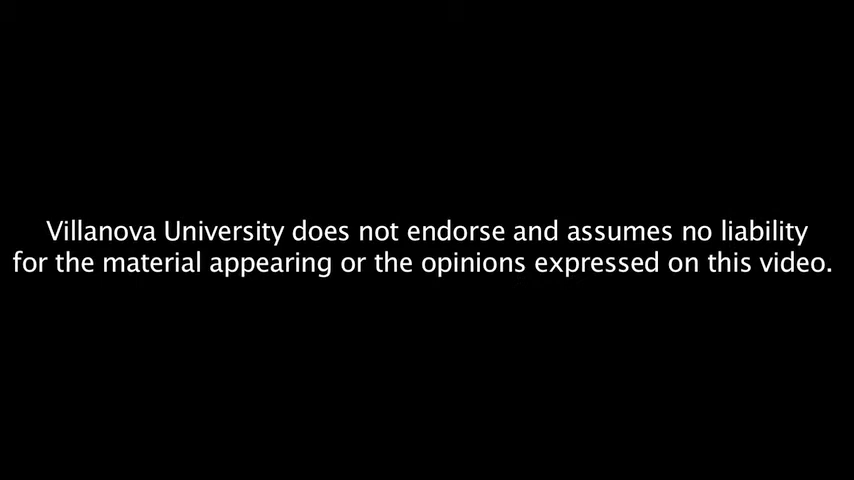 Villanova University does not endorse and assumes no liability
for the material appearing or the opinions expressed on this video.